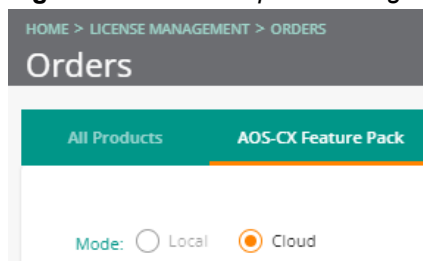 HOME > LICENSE MANAGEMENT > ORDERS
Orders
All Products AOS-CX Feature Pack
Mode: Local Cloud